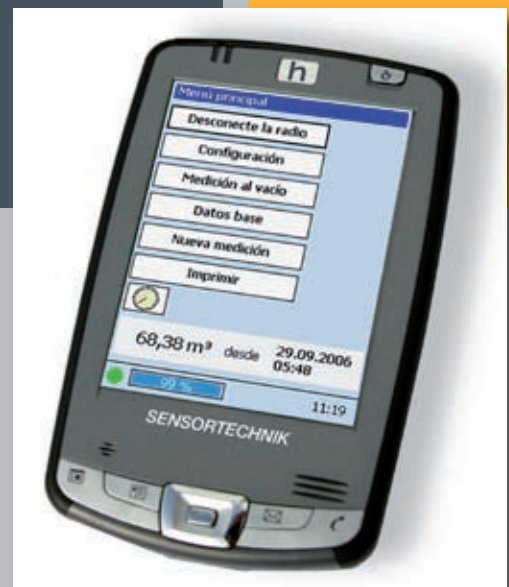 h
Menú principal
Desconecte la radio
Configuración
Medición al vacío
Datos base
Nueva medición
Imprimir
68,38 m³ desde 29.09.2006
05:48
99 %
11:19
SENSORTECHNIK